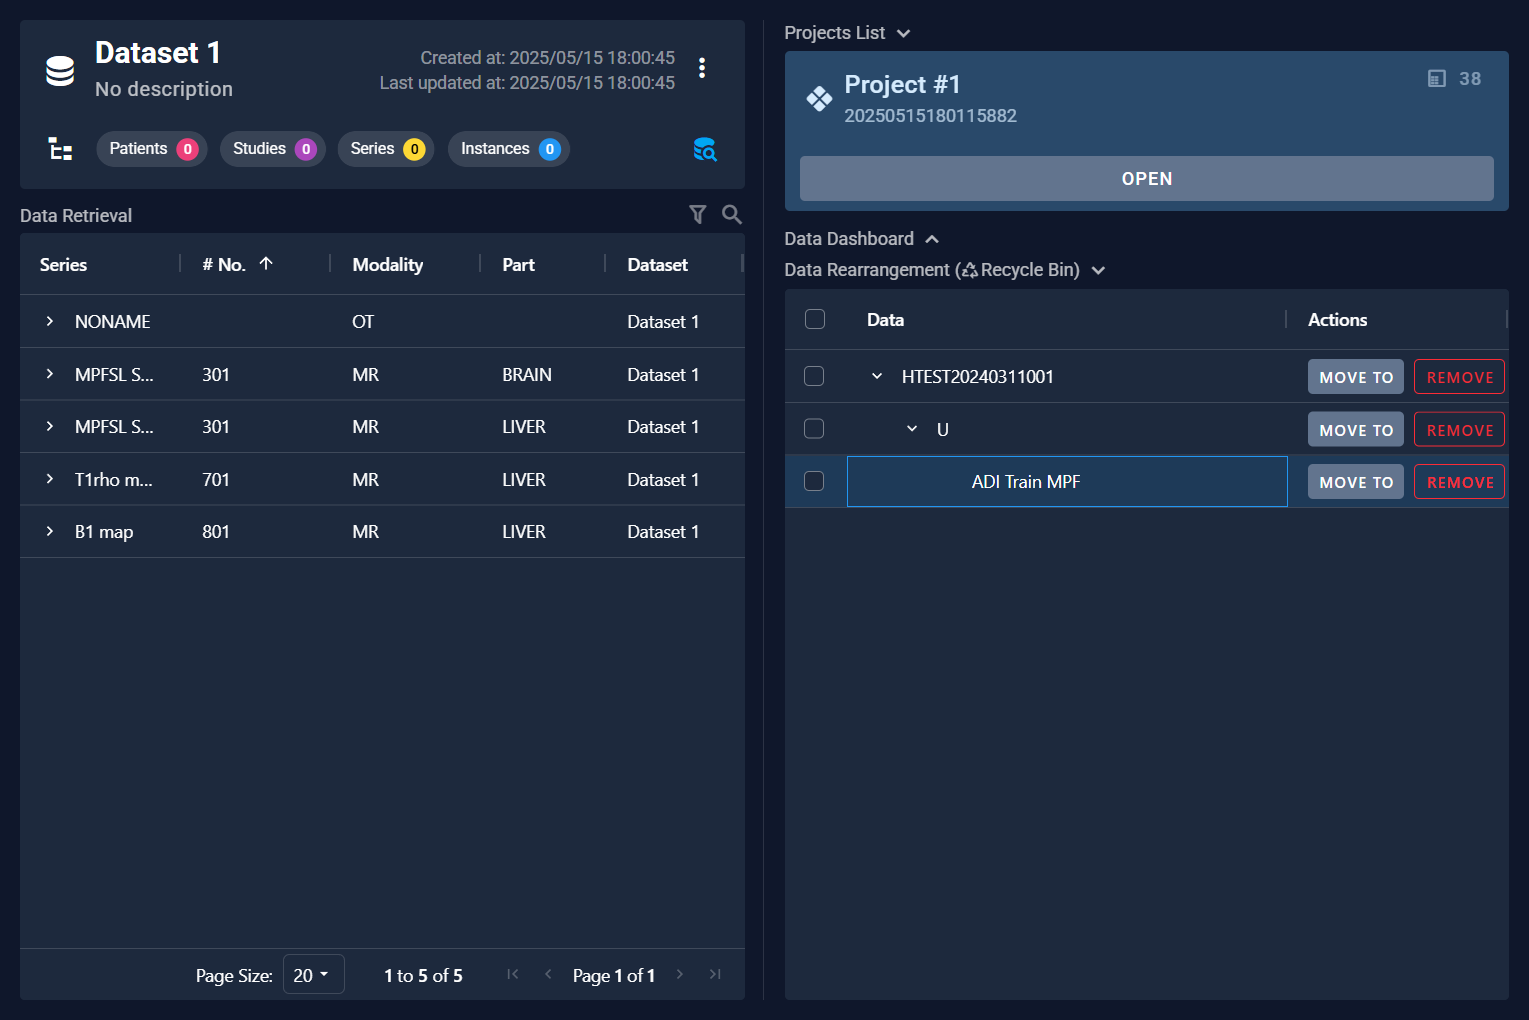 Dataset 1
No description
Created at: 2025/05/15 18:00:45
Last updated at: 2025/05/15 18:00:45
Patients 0 Studies 0 Series 0 Instances 0
Data Retrieval
Series # No. Modality Part Dataset
NONAME OT Dataset 1
MPFSL S... 301 MR BRAIN Dataset 1
MPFSL S... 301 MR LIVER Dataset 1
T1rho m... 701 MR LIVER Dataset 1
B1 map 801 MR LIVER Dataset 1
Page Size: 20 1 to 5 of 5 Page 1 of 1
Projects List
Project #1 38
20250515180115882
OPEN
Data Dashboard
Data Rearrangement (Recycle Bin)
Data Actions
HTEST20240311001 MOVE TO REMOVE
U MOVE TO REMOVE
ADI Train MPF MOVE TO REMOVE